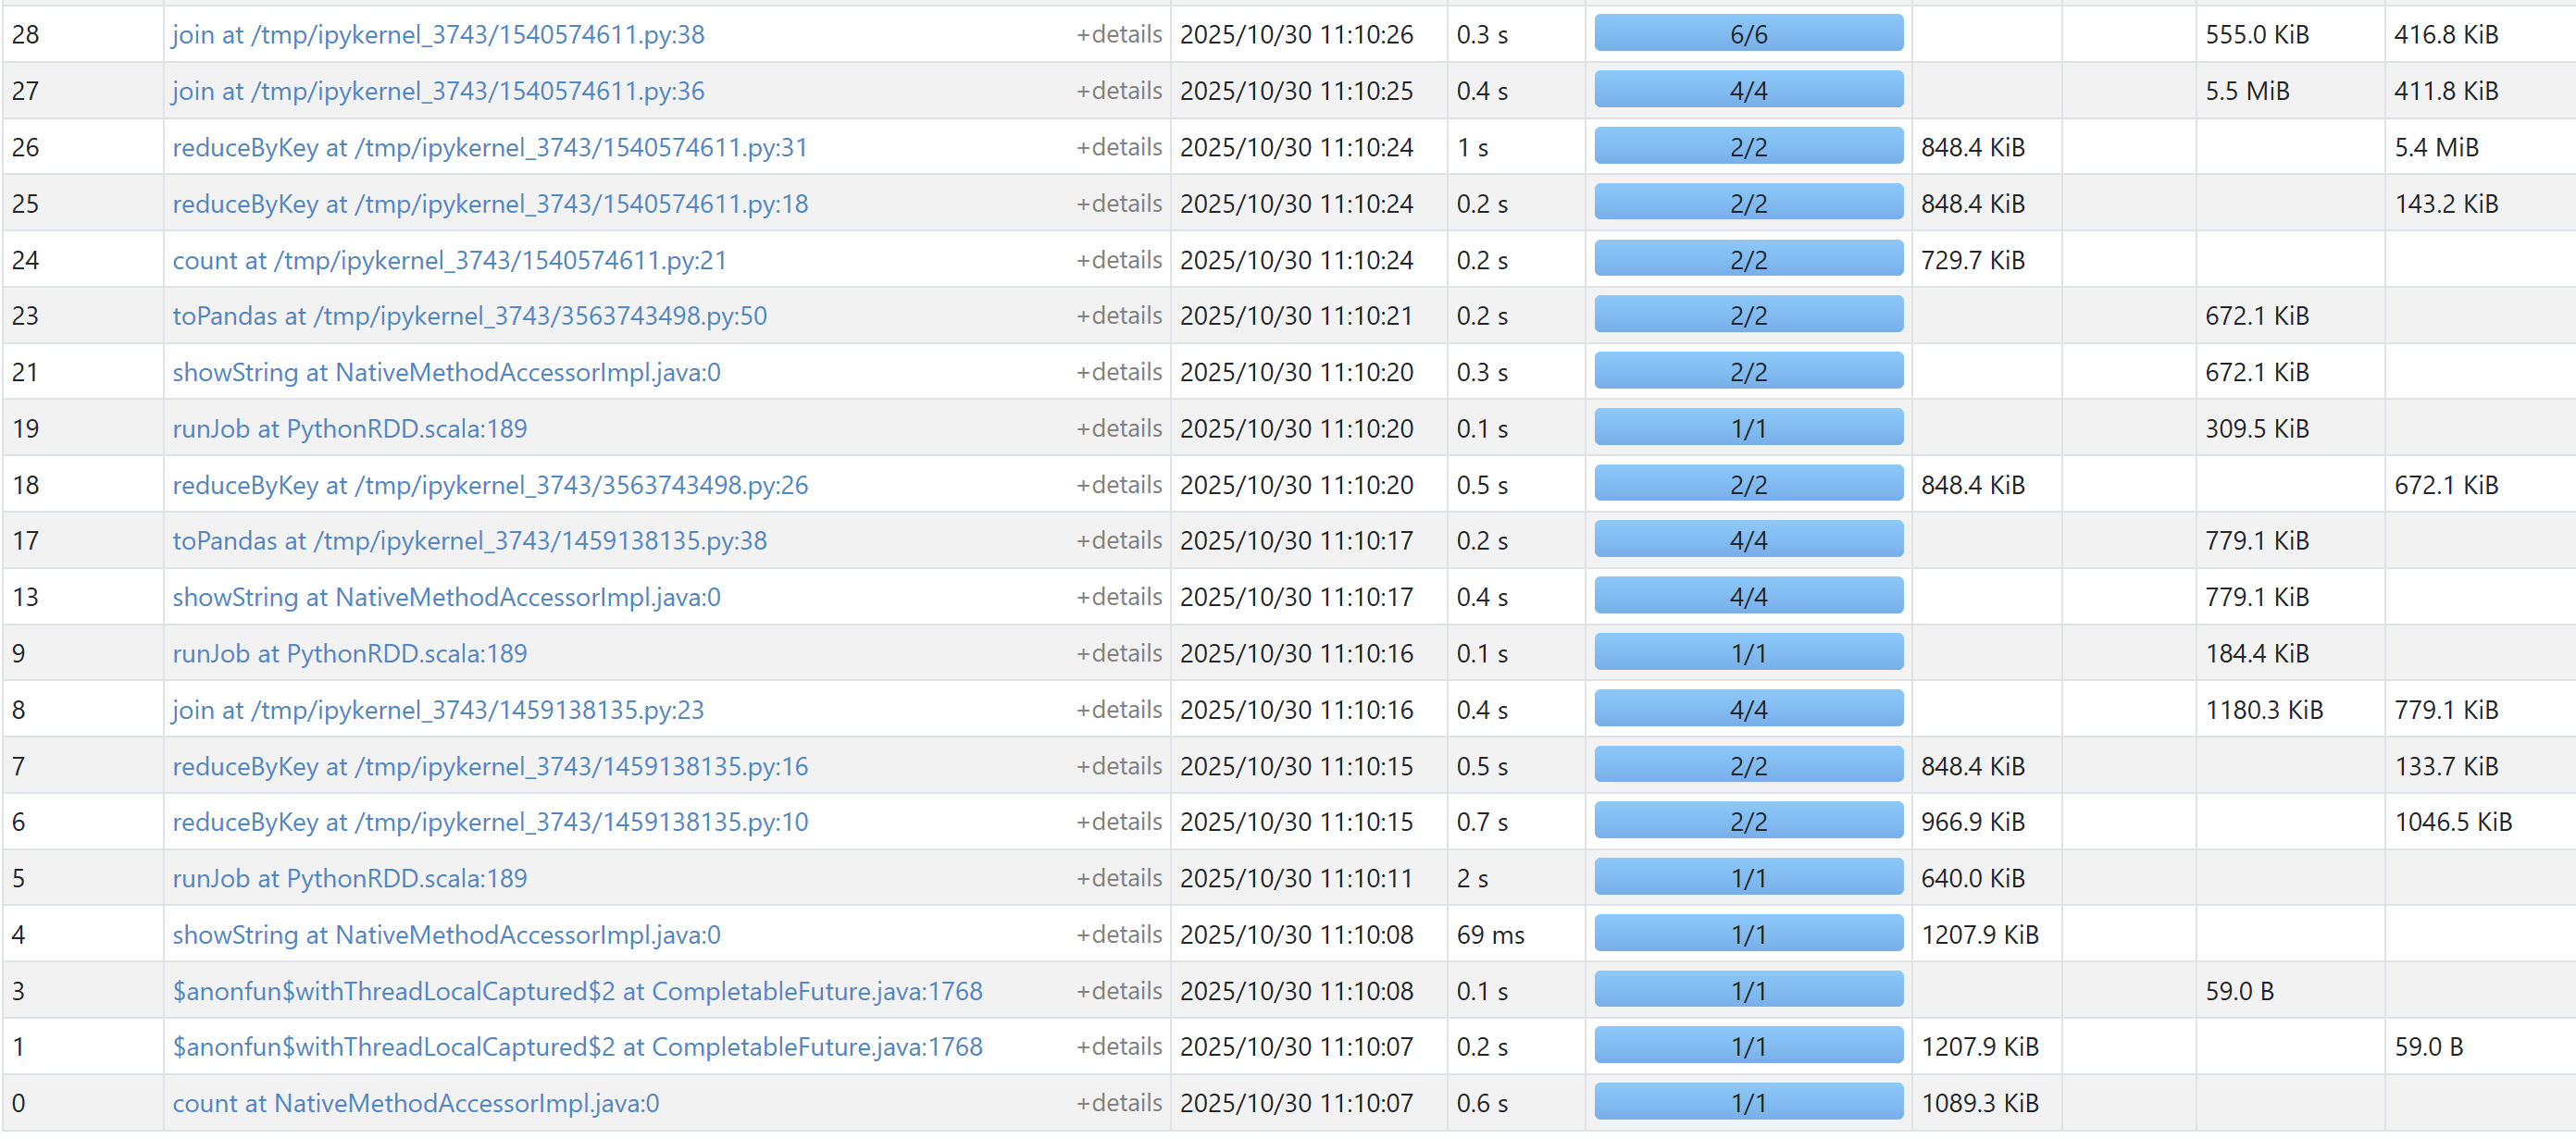 28 join at /tmp/ipykernel_3743/1540574611.py:38 +details 2025/10/30 11:10:26 0.3 s 6/6 555.0 KiB 416.8 KiB
27 join at /tmp/ipykernel_3743/1540574611.py:36 +details 2025/10/30 11:10:25 0.4 s 4/4 5.5 MiB 411.8 KiB
26 reduceByKey at /tmp/ipykernel_3743/1540574611.py:31 +details 2025/10/30 11:10:24 1 s 2/2 848.4 KiB 5.4 MiB
25 reduceByKey at /tmp/ipykernel_3743/1540574611.py:18 +details 2025/10/30 11:10:24 0.2 s 2/2 848.4 KiB 143.2 KiB
24 count at /tmp/ipykernel_3743/1540574611.py:21 +details 2025/10/30 11:10:24 0.2 s 2/2 729.7 KiB
23 toPandas at /tmp/ipykernel_3743/3563743498.py:50 +details 2025/10/30 11:10:21 0.2 s 2/2 672.1 KiB
21 showString at NativeMethodAccessorImpl.java:0 +details 2025/10/30 11:10:20 0.3 s 2/2 672.1 KiB
19 runJob at PythonRDD.scala:189 +details 2025/10/30 11:10:20 0.1 s 1/1 309.5 KiB
18 reduceByKey at /tmp/ipykernel_3743/3563743498.py:26 +details 2025/10/30 11:10:20 0.5 s 2/2 848.4 KiB 672.1 KiB
17 toPandas at /tmp/ipykernel_3743/1459138135.py:38 +details 2025/10/30 11:10:17 0.2 s 4/4 779.1 KiB
13 showString at NativeMethodAccessorImpl.java:0 +details 2025/10/30 11:10:17 0.4 s 4/4 779.1 KiB
9 runJob at PythonRDD.scala:189 +details 2025/10/30 11:10:16 0.1 s 1/1 184.4 KiB
8 join at /tmp/ipykernel_3743/1459138135.py:23 +details 2025/10/30 11:10:16 0.4 s 4/4 1180.3 KiB 779.1 KiB
7 reduceByKey at /tmp/ipykernel_3743/1459138135.py:16 +details 2025/10/30 11:10:15 0.5 s 2/2 848.4 KiB 133.7 KiB
6 reduceByKey at /tmp/ipykernel_3743/1459138135.py:10 +details 2025/10/30 11:10:15 0.7 s 2/2 966.9 KiB 1046.5 KiB
5 runJob at PythonRDD.scala:189 +details 2025/10/30 11:10:11 2 s 1/1 640.0 KiB
4 showString at NativeMethodAccessorImpl.java:0 +details 2025/10/30 11:10:08 69 ms 1/1 1207.9 KiB
3 $anonfun$withThreadLocalCaptured$2 at CompletableFuture.java:1768 +details 2025/10/30 11:10:08 0.1 s 1/1 59.0 B
1 $anonfun$withThreadLocalCaptured$2 at CompletableFuture.java:1768 +details 2025/10/30 11:10:07 0.2 s 1/1 1207.9 KiB 59.0 B
0 count at NativeMethodAccessorImpl.java:0 +details 2025/10/30 11:10:07 0.6 s 1/1 1089.3 KiB